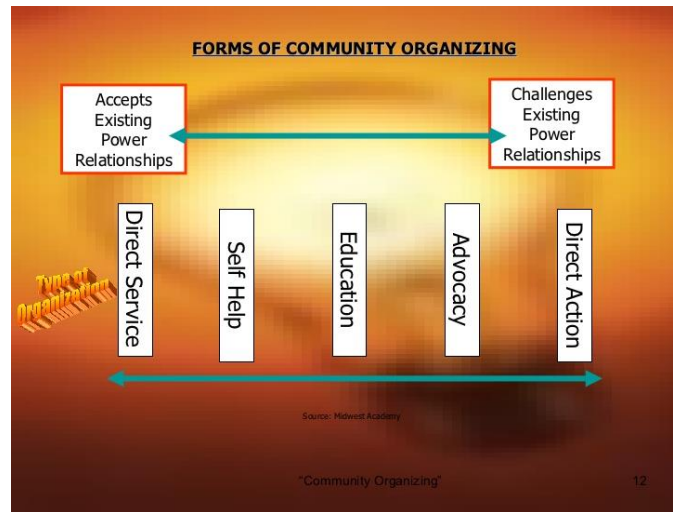 FORMS OF COMMUNITY ORGANIZING
Accepts
Existing
Power
Relationships
Challenges
Existing
Power
Relationships
Type of
Organization
Direct Service
Self Help
Education
Advocacy
Direct Action
Source: Midwest Academy
"Community Organizing"
12